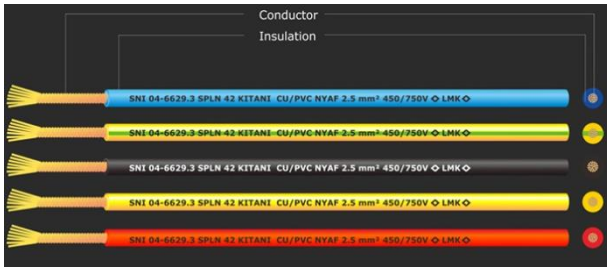 Conductor
Insulation
SNI 04-6629.3 SPLN 42 KITANI CU/PVC NYAF 2.5 mm² 450/750V ◇ LMK ◇
SNI 04-6629.3 SPLN 42 KITANI CU/PVC NYAF 2.5 mm² 450/750V ◇ LMK ◇
SNI 04-6629.3 SPLN 42 KITANI CU/PVC NYAF 2.5 mm² 450/750V ◇ LMK ◇
SNI 04-6629.3 SPLN 42 KITANI CU/PVC NYAF 2.5 mm² 450/750V ◇ LMK ◇
SNI 04-6629.3 SPLN 42 KITANI CU/PVC NYAF 2.5 mm² 450/750V ◇ LMK ◇